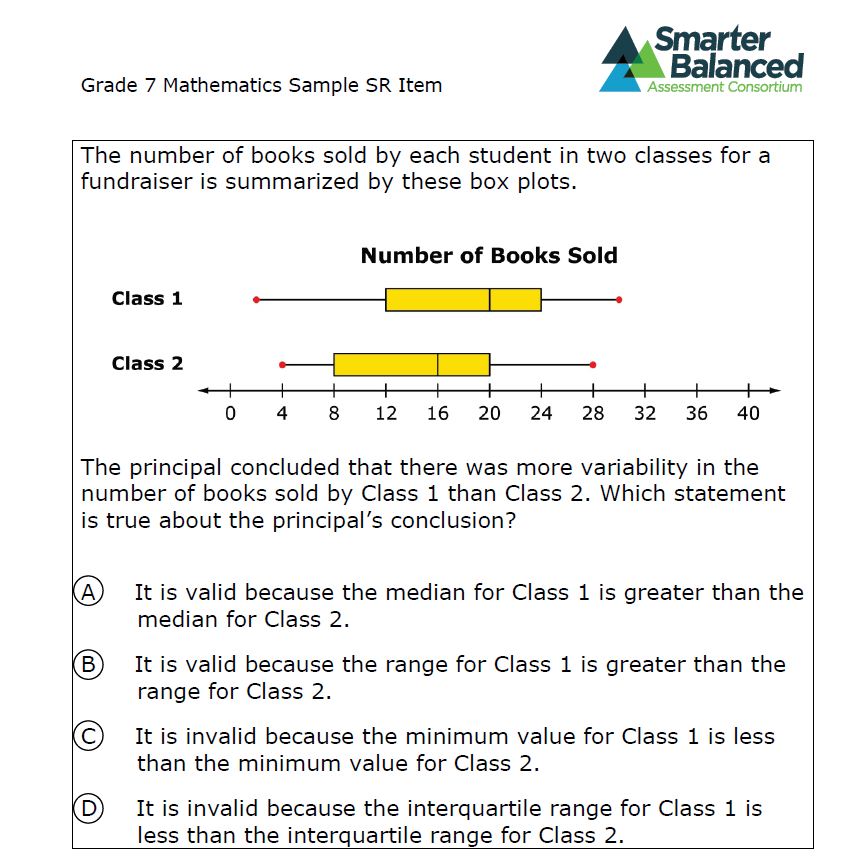 Smarter
Balanced
Assessment Consortium
Grade 7 Mathematics Sample SR Item
The number of books sold by each student in two classes for a
fundraiser is summarized by these box plots.
Number of Books Sold
Class 1
Class 2
0 4 8 12 16 20 24 28 32 36 40
The principal concluded that there was more variability in the
number of books sold by Class 1 than Class 2. Which statement
is true about the principal’s conclusion?
A It is valid because the median for Class 1 is greater than the
median for Class 2.
B It is valid because the range for Class 1 is greater than the
range for Class 2.
C It is invalid because the minimum value for Class 1 is less
than the minimum value for Class 2.
D It is invalid because the interquartile range for Class 1 is
less than the interquartile range for Class 2.